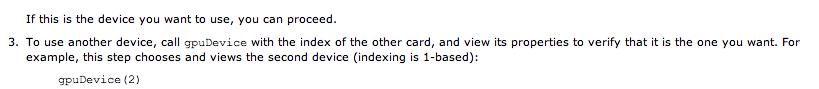 If this is the device you want to use, you can proceed.
3. To use another device, call gpuDevice with the index of the other card, and view its properties to verify that it is the one you want. For
example, this step chooses and views the second device (indexing is 1-based):
gpuDevice(2)